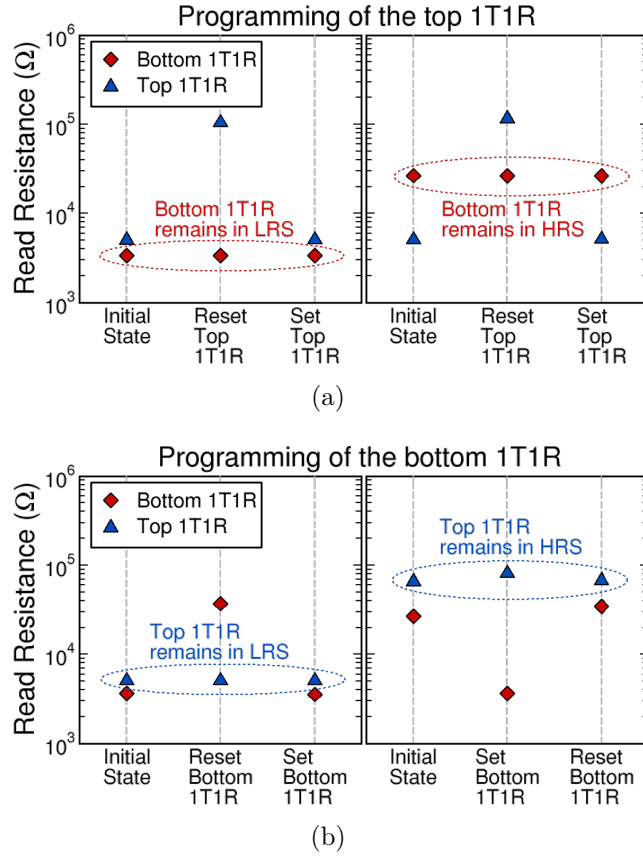 Programming of the top 1T1R
Read Resistance (Ω)
10^6
10^5
10^4
10^3
Bottom 1T1R
Top 1T1R
Bottom 1T1R
remains in LRS
Bottom 1T1R
remains in HRS
Initial
State
Reset
Top
1T1R
Set
Top
1T1R
Initial
State
Reset
Top
1T1R
Set
Top
1T1R
(a)
Programming of the bottom 1T1R
Read Resistance (Ω)
10^6
10^5
10^4
10^3
Bottom 1T1R
Top 1T1R
Top 1T1R
remains in LRS
Top 1T1R
remains in HRS
Initial
State
Reset
Bottom
1T1R
Set
Bottom
1T1R
Initial
State
Set
Bottom
1T1R
Reset
Bottom
1T1R
(b)